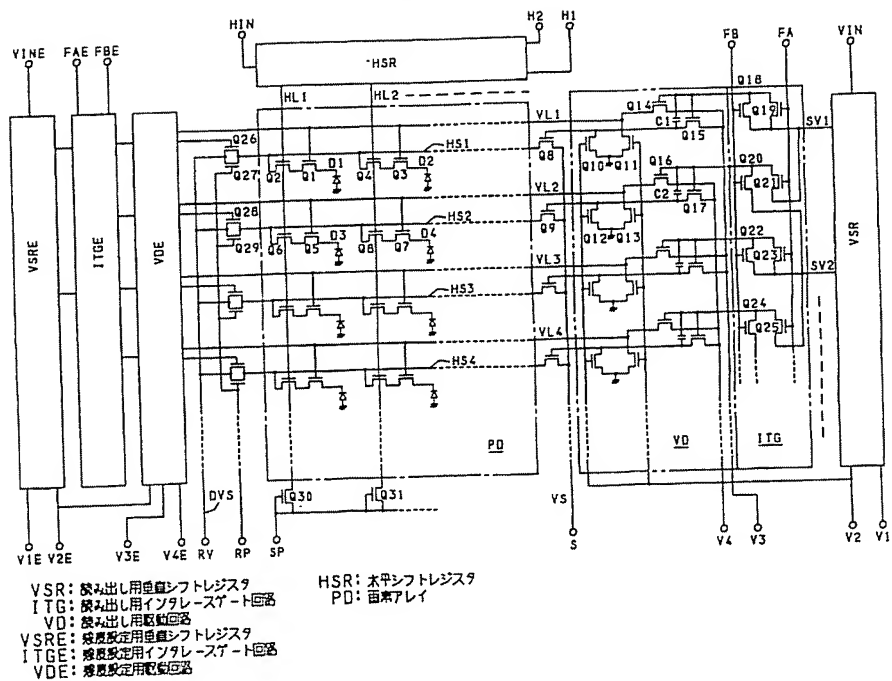 HIN
H2
H1
HSR
VINE
FAE
FBE
FB
FA
VIN
HL1
HL2
VL1
HS1
VL2
HS2
VL3
HS3
VL4
HS4
Q26
Q27
Q28
Q29
Q2
Q1
D1
Q4
Q3
D2
Q6
Q5
D3
Q8
Q7
D4
Q8
Q9
Q10
Q11
Q12
Q13
Q14
C1
Q15
Q16
C2
Q17
Q18
Q19
Q20
Q21
Q22
Q23
Q24
Q25
SV1
SV2
VSRE
ITGE
VDE
VSR
PD
VD
ITG
Q30
Q31
DVS
VS
V1E
V2E
V3E
V4E
RV
RP
SP
S
V4
V3
V2
V1
VSR: 読み出し用垂直シフトレジスタ
ITG: 読み出し用インタレースゲート回路
VD: 読み出し用駆動回路
VSRE: 感度設定用垂直シフトレジスタ
ITGE: 感度設定用インタレースゲート回路
VDE: 感度設定用駆動回路
HSR: 水平シフトレジスタ
PD: 画素アレイ